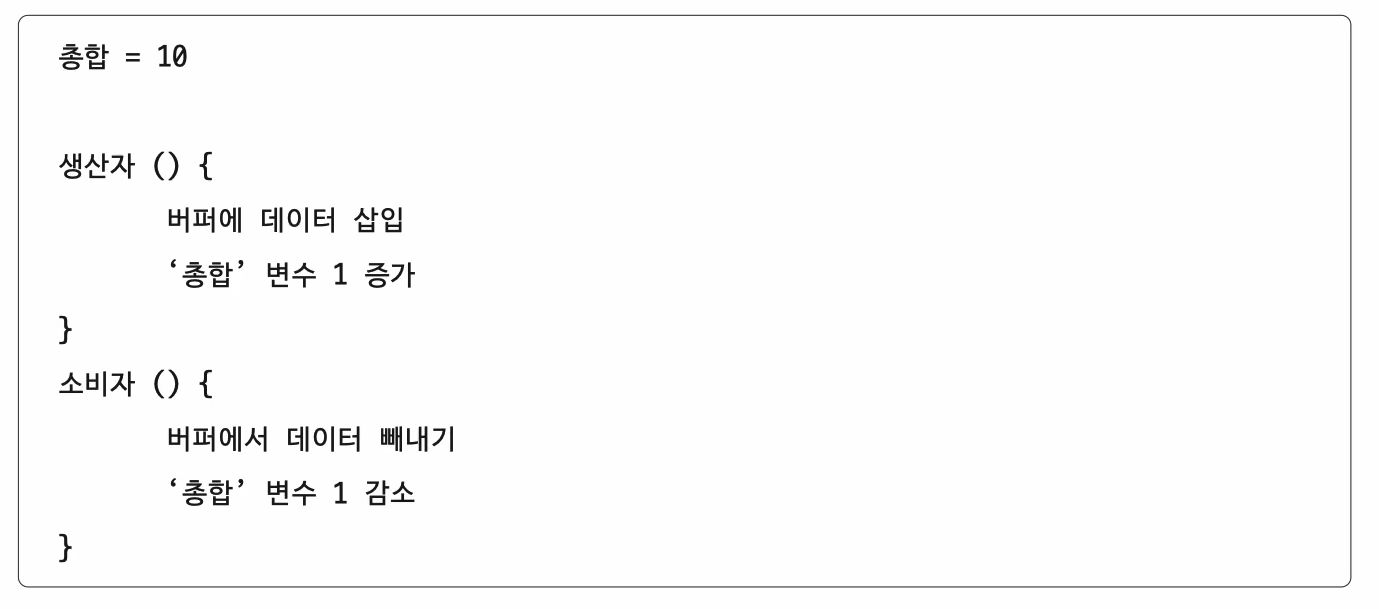 총합 = 10
생산자 () {
버퍼에 데이터 삽입
‘총합’ 변수 1 증가
}
소비자 () {
버퍼에서 데이터 빼내기
‘총합’ 변수 1 감소
}